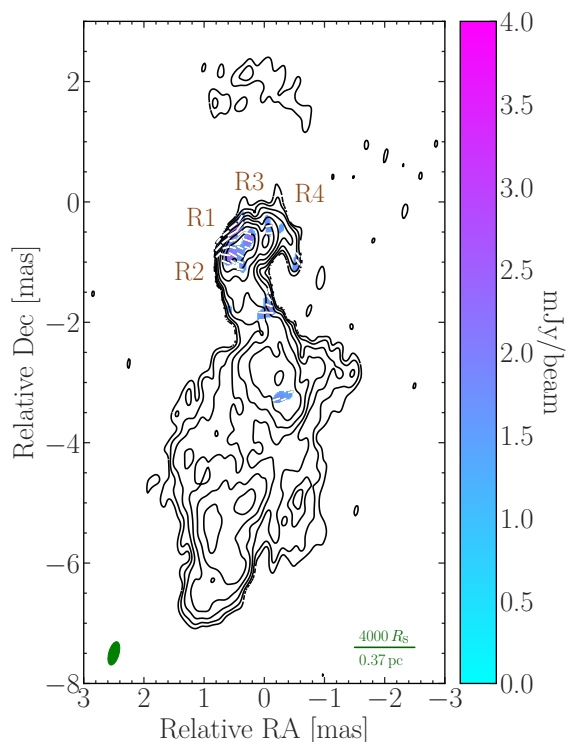 R3
R4
R1
R2
2
0
−2
−4
−6
−8
Relative Dec [mas]
3
2
1
0
−1
−2
−3
Relative RA [mas]
4000 Rs
0.37 pc
4.0
3.5
3.0
2.5
2.0
1.5
1.0
0.5
0.0
mJy/beam